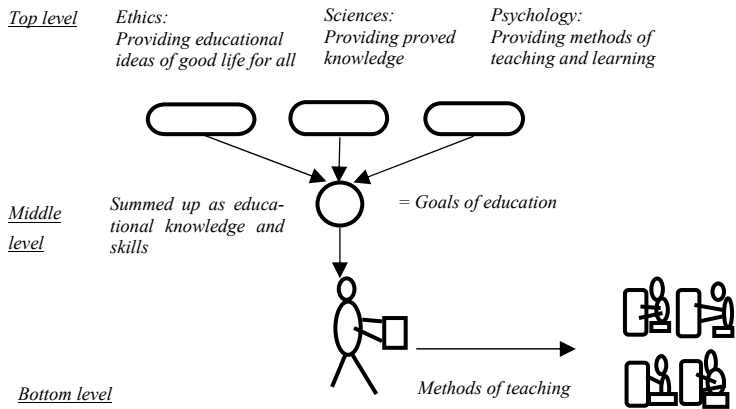 Top level
Ethics:
Providing educational
ideas of good life for all
Sciences:
Providing proved
knowledge
Psychology:
Providing methods of
teaching and learning
Middle
level
Summed up as educa-
tional knowledge and
skills
= Goals of education
Bottom level
Methods of teaching